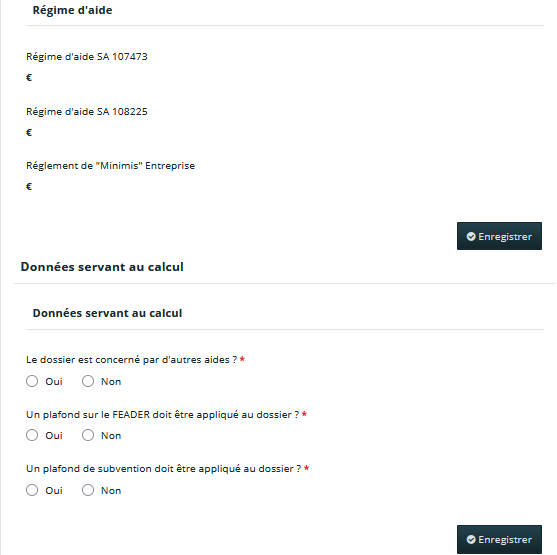 Régime d'aide
Régime d'aide SA 107473
€
Régime d'aide SA 108225
€
Réglement de "Minimis" Entreprise
€
Enregistrer
Données servant au calcul
Données servant au calcul
Le dossier est concerné par d'autres aides ? *
Oui Non
Un plafond sur le FEADER doit être appliqué au dossier ? *
Oui Non
Un plafond de subvention doit être appliqué au dossier ? *
Oui Non
Enregistrer